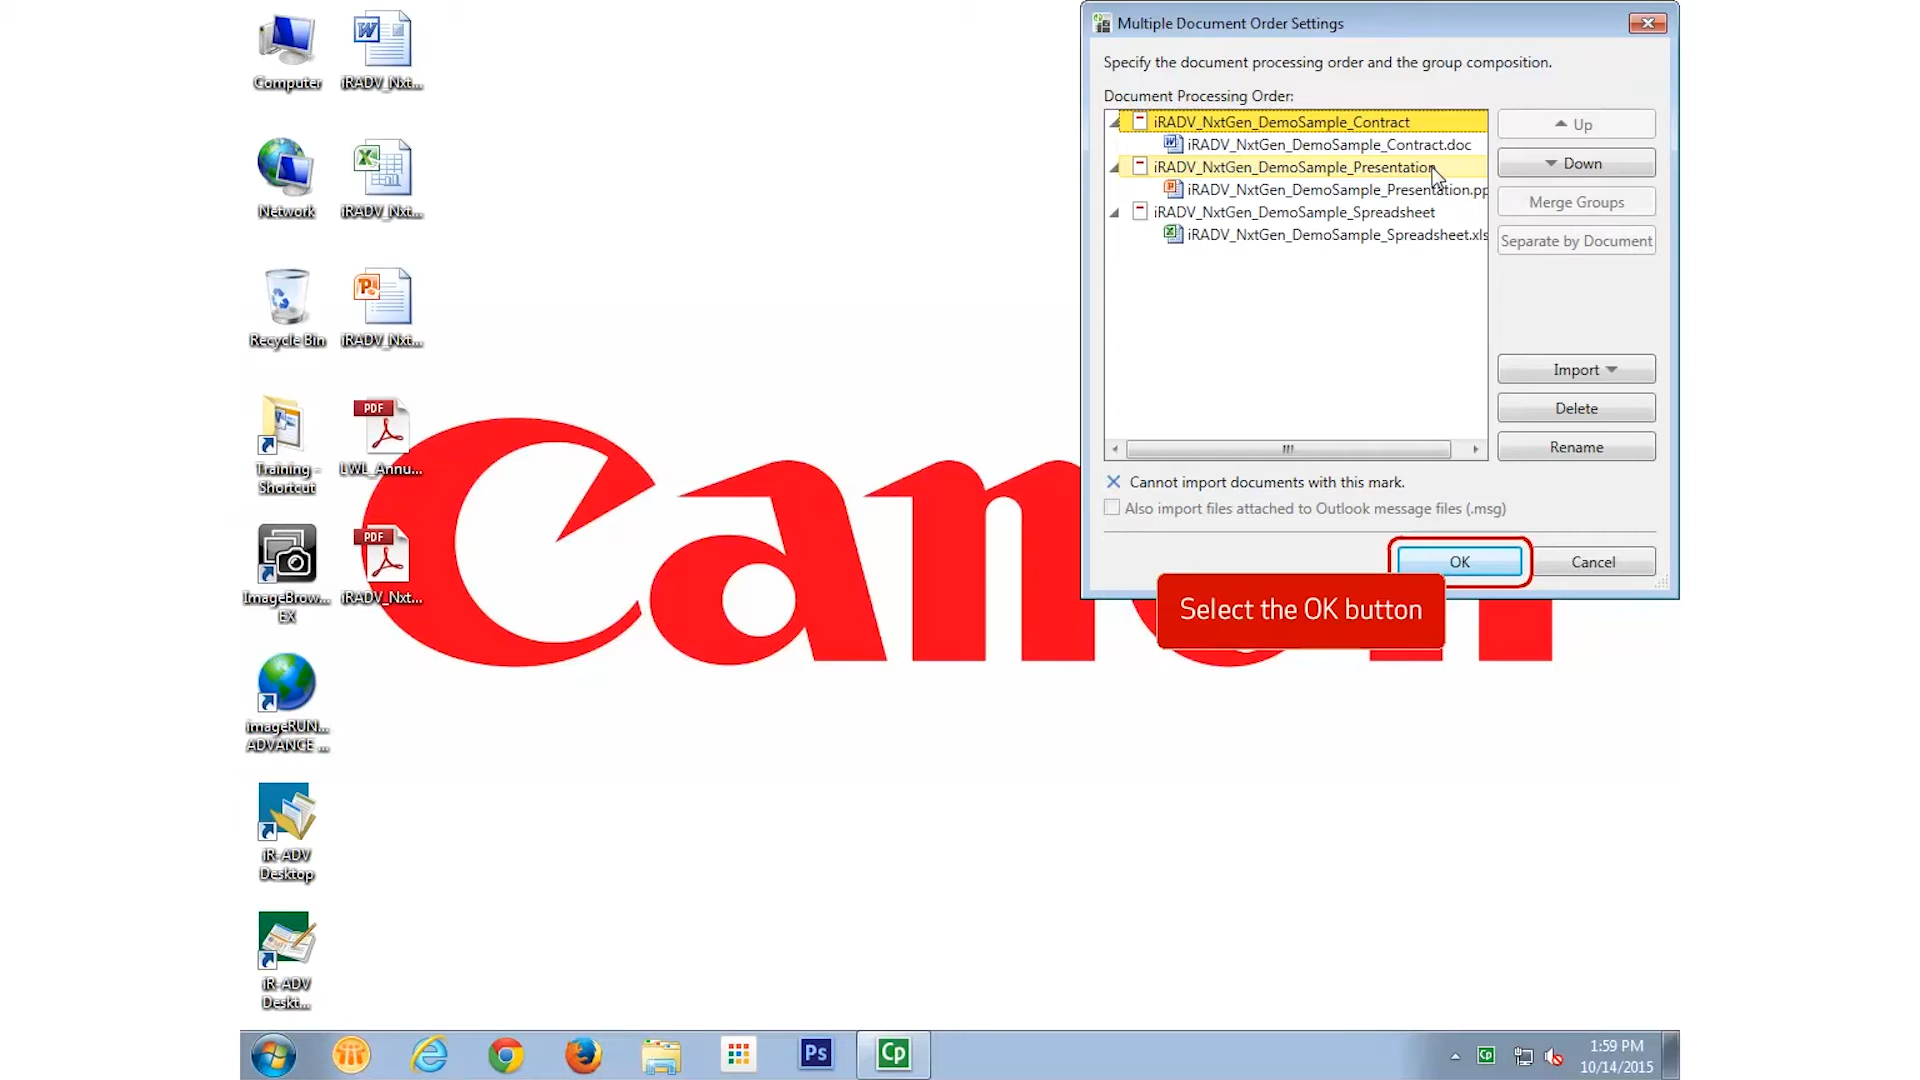 Multiple Document Order Settings
Specify the document processing order and the group composition.
Document Processing Order:
iRADV_NxtGen_DemoSample_Contract
iRADV_NxtGen_DemoSample_Contract.doc
iRADV_NxtGen_DemoSample_Presentation
iRADV_NxtGen_DemoSample_Presentation.pp
iRADV_NxtGen_DemoSample_Spreadsheet
iRADV_NxtGen_DemoSample_Spreadsheet.xls
Up
Down
Merge Groups
Separate by Document
Import
Delete
Rename
Cannot import documents with this mark.
Also import files attached to Outlook message files (.msg)
OK
Cancel
Select the OK button
Canon
Computer
iRADV_Nxt...
Network
iRADV_Nxt...
Recycle Bin
iRADV_Nxt...
Training -
Shortcut
PDF
LWL_Annu...
ImageBrow...
EX
PDF
iRADV_Nxt...
imageRUN...
ADVANCE ...
iR-ADV
Desktop
iR-ADV
Deskt...
Ps
Cp
Cp
1:59 PM
10/14/2015